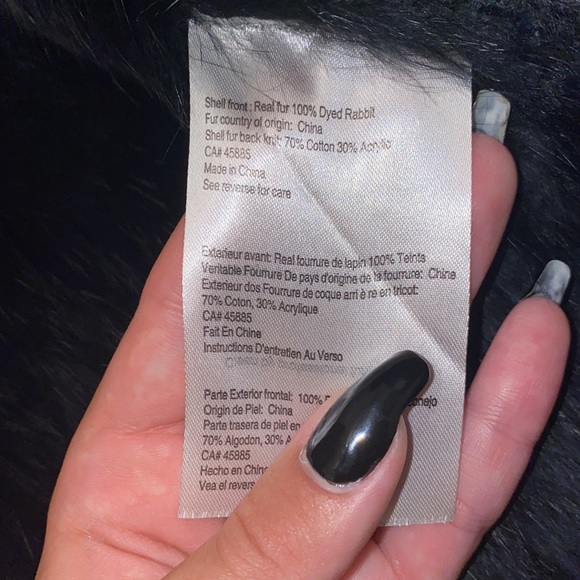 Shell front: Real fur 100% Dyed Rabbit
Fur country of origin: China
Shell fur back knit: 70% Cotton 30% Acrylic
CA# 45885
Made in China
See reverse for care
Exterieur avant: Real fourrure de lapin 100% Teints
Veritable Fourrure De pays d'origine de la fourrure: China
Exterieur dos Fourrure de coque arri è re en tricot:
70% Coton, 30% Acrylique
CA# 45885
Fait En Chine
Instructions D'entretien Au Verso
Parte Exterior frontal: 100%
Origin de Piel: China
Parte trasera de piel en
70% Algodon, 30%
CA# 45885
Hecho en China
Vea el revers